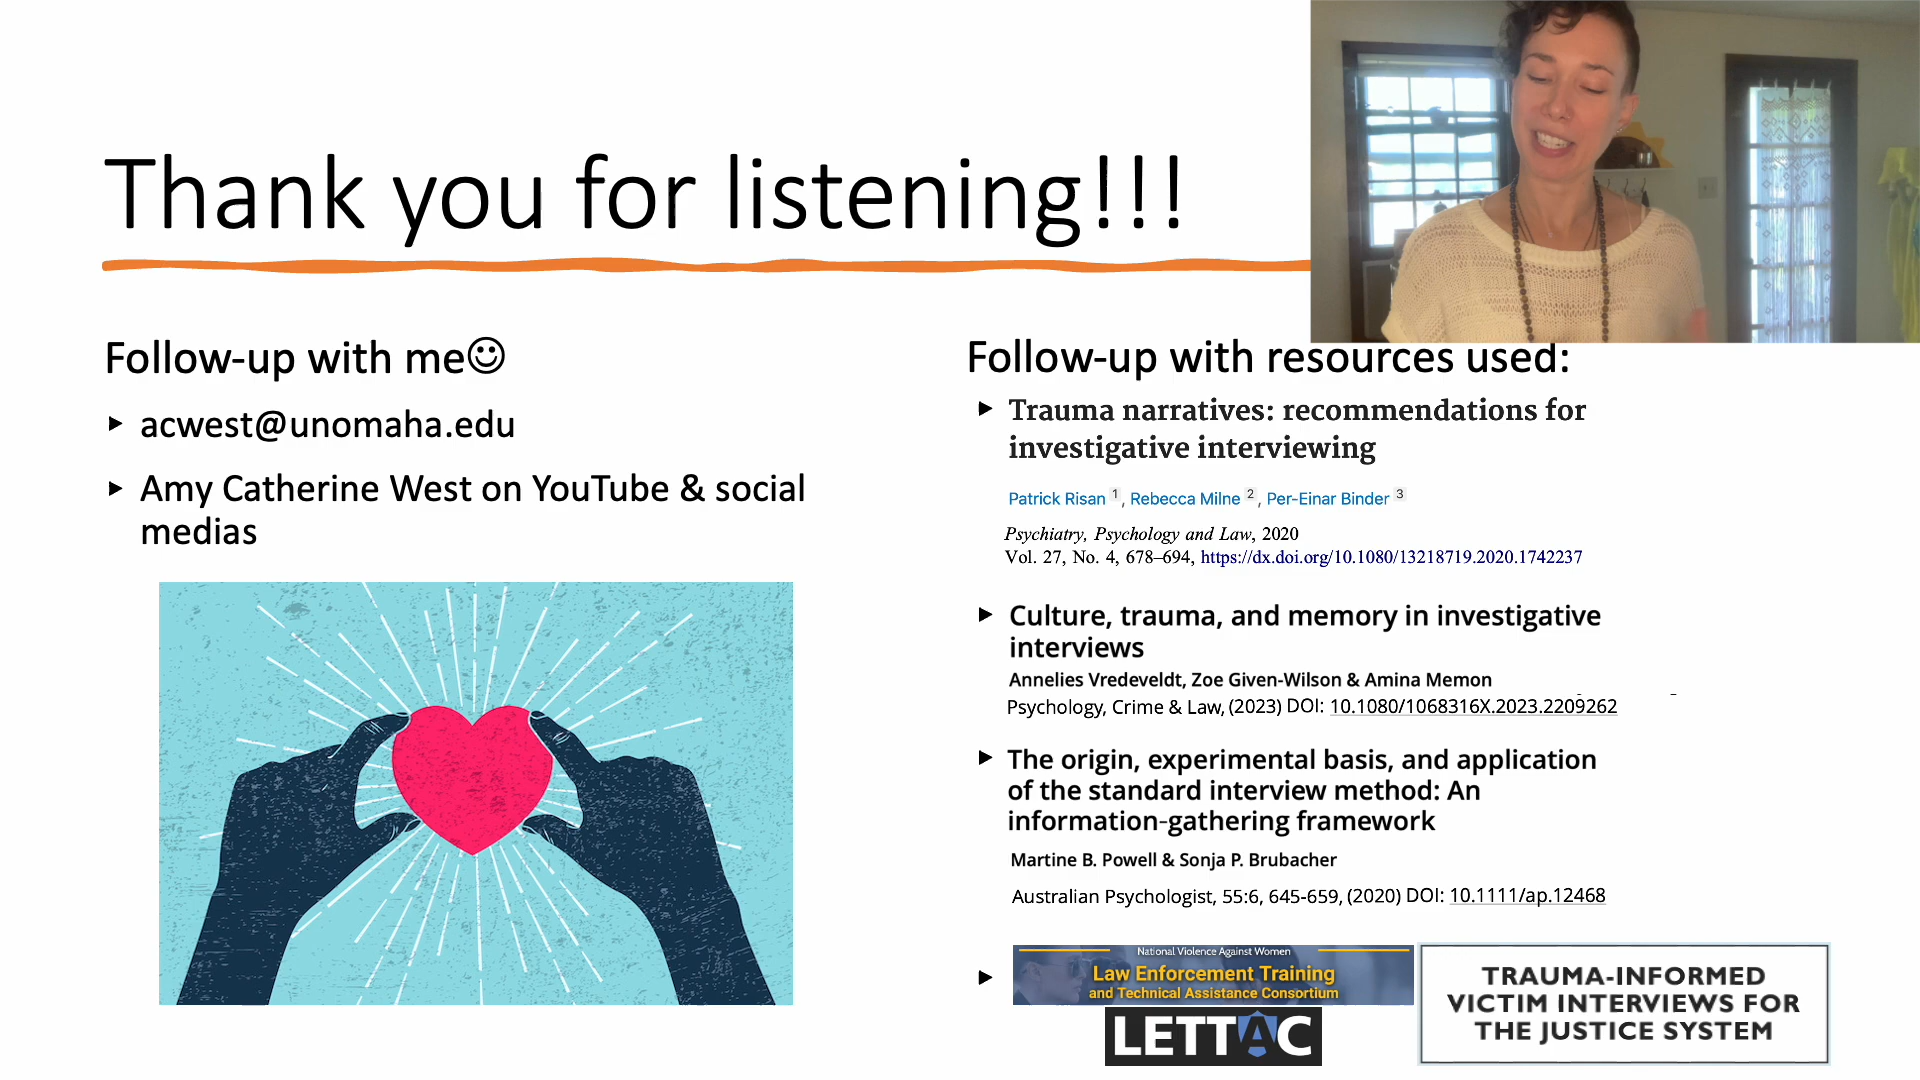 Thank you for listening!!!
Follow-up with me☺
▸ acwest@unomaha.edu
▸ Amy Catherine West on YouTube & social
medias
Follow-up with resources used:
▸ Trauma narratives: recommendations for
investigative interviewing
Patrick Risan 1, Rebecca Milne 2, Per-Einar Binder 3
Psychiatry, Psychology and Law, 2020
Vol. 27, No. 4, 678–694, https://dx.doi.org/10.1080/13218719.2020.1742237
▸ Culture, trauma, and memory in investigative
interviews
Annelies Vredeveldt, Zoe Given-Wilson & Amina Memon
Psychology, Crime & Law, (2023) DOI: 10.1080/1068316X.2023.2209262
▸ The origin, experimental basis, and application
of the standard interview method: An
information-gathering framework
Martine B. Powell & Sonja P. Brubacher
Australian Psychologist, 55:6, 645-659, (2020) DOI: 10.1111/ap.12468
▸ National Violence Against Women
Law Enforcement Training
and Technical Assistance Consortium
LETTAC
TRAUMA-INFORMED
VICTIM INTERVIEWS FOR
THE JUSTICE SYSTEM